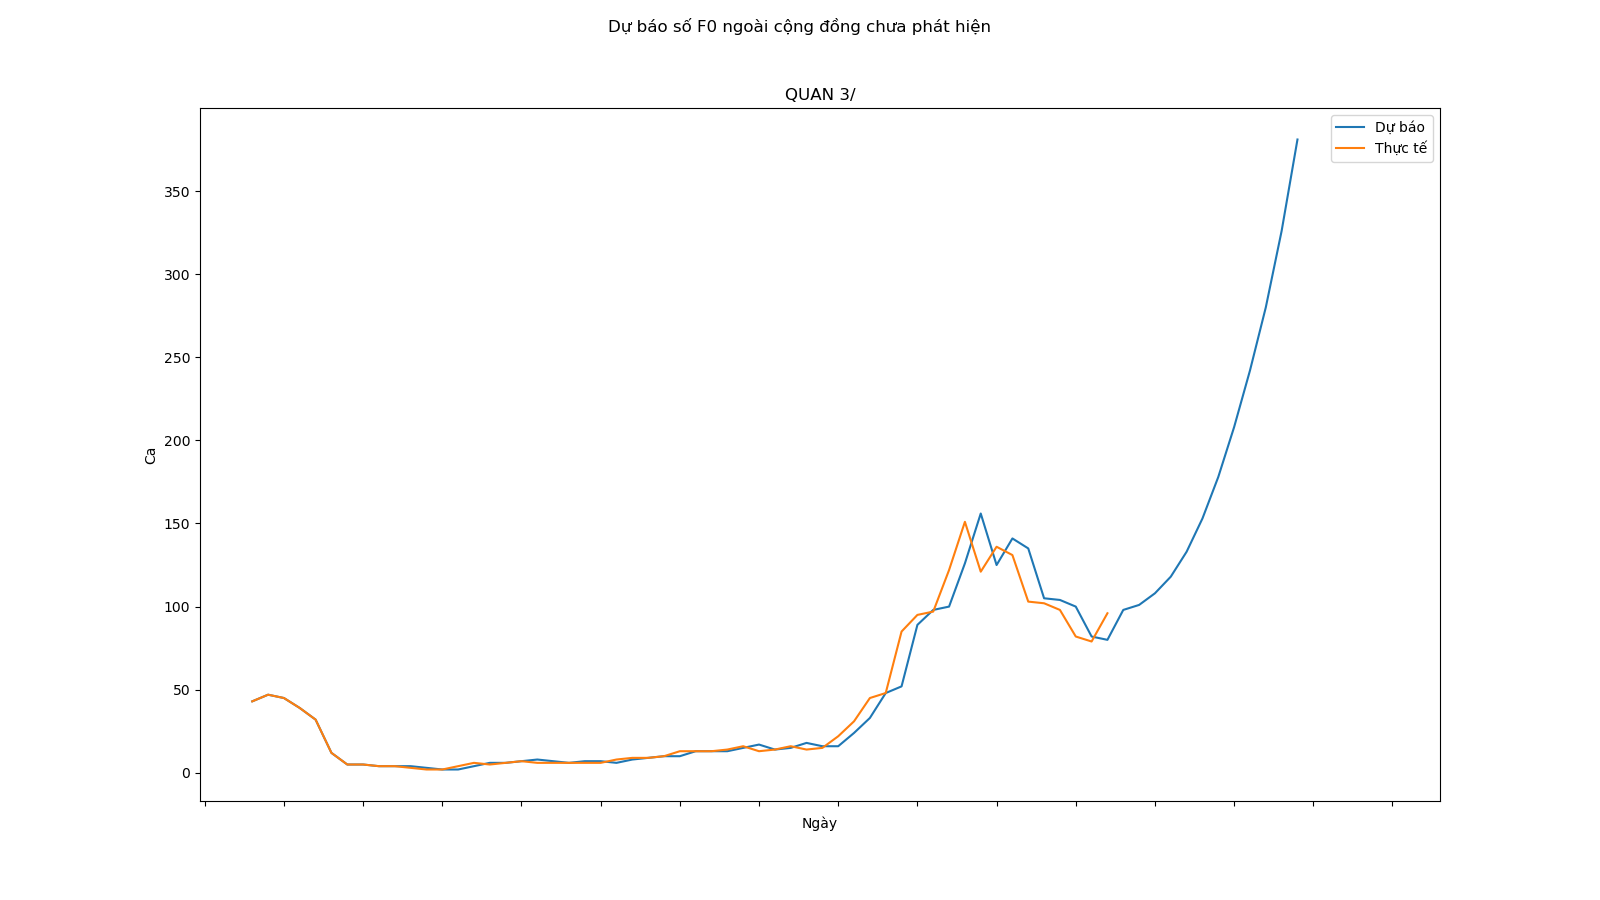 Dự báo số F0 ngoài cộng đồng chưa phát hiện
QUAN 3/
Dự báo
Thực tế
350
300
250
200
150
100
50
0
Ca
Ngày